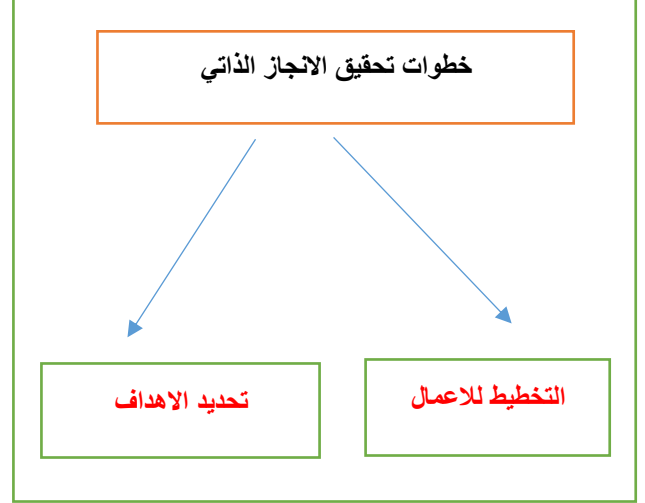 خطوات تحقيق الانجاز الذاتي
التخطيط للاعمال
تحديد الاهداف